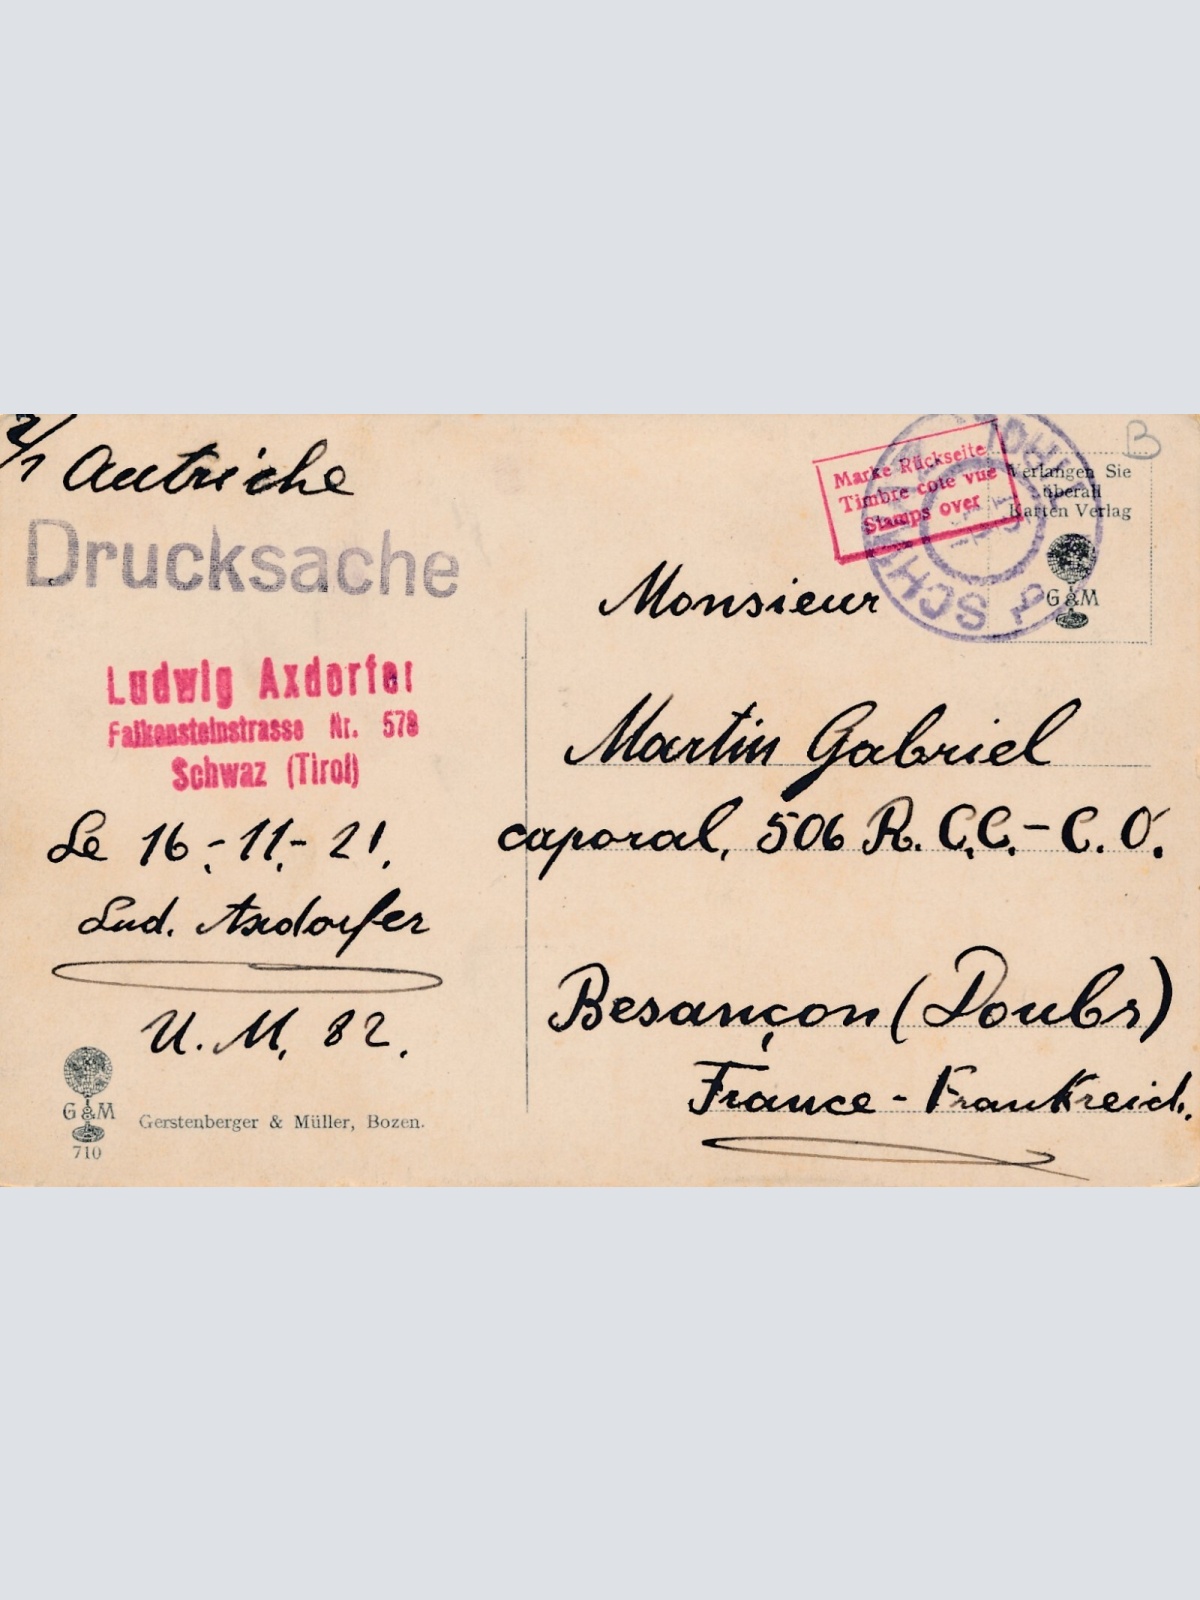 Autriche
Drucksache
Ludwig Axdorfer
Falkensteinstrasse Nr. 578
Schwaz (Tirol)
Le 16.-11.- 21.
Lud. Axdorfer
U. M. 82.
G&M
710
Gerstenberger & Müller, Bozen.
Marke Rückseite
Timbre cote vue
Stamps over
SCHWAZ
B
Verlangen Sie
überall
Karten Verlag
G&M
Monsieur
Martin Gabriel
caporal, 506 R. C.C.-C.O.
Besançon (Doubs)
France - Frankreich.